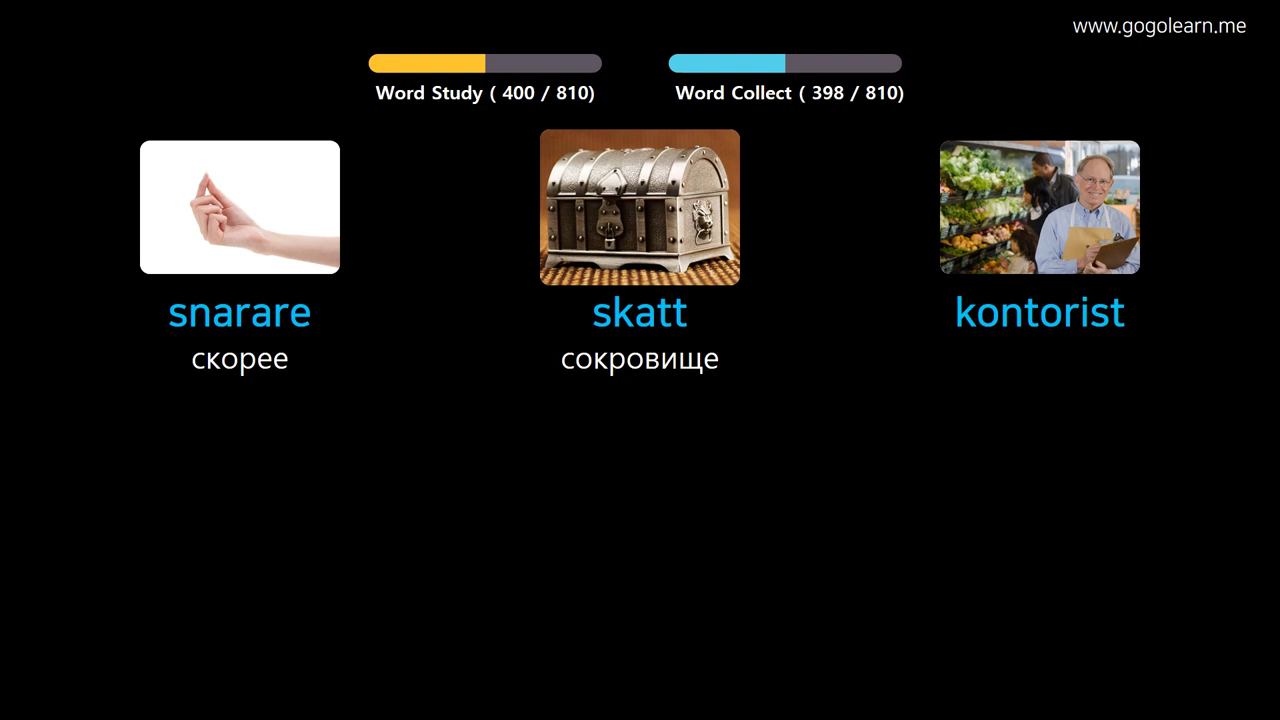 www.gogolearn.me
Word Study ( 400 / 810)
Word Collect ( 398 / 810)
snarare
skatt
kontorist
скорее
сокровище